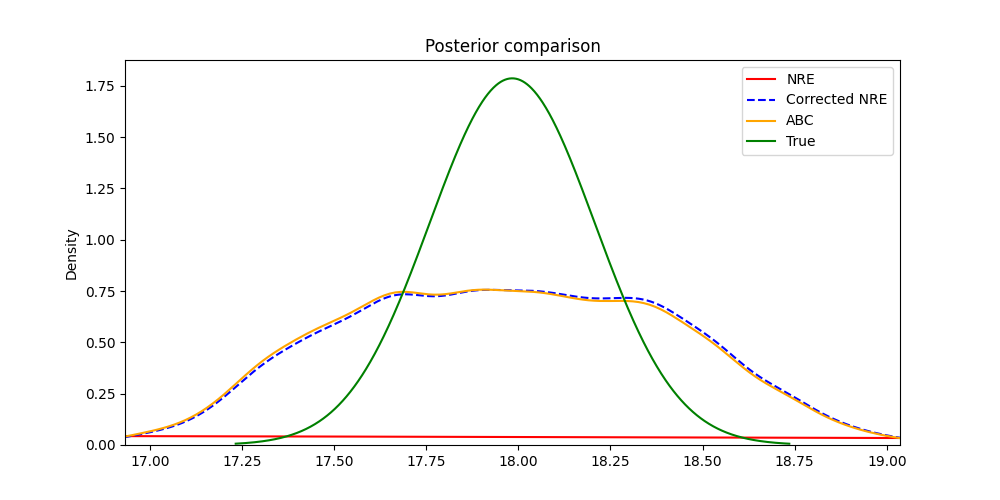 Posterior comparison
NRE
Corrected NRE
ABC
True
Density
1.75
1.50
1.25
1.00
0.75
0.50
0.25
0.00
17.00 17.25 17.50 17.75 18.00 18.25 18.50 18.75 19.00